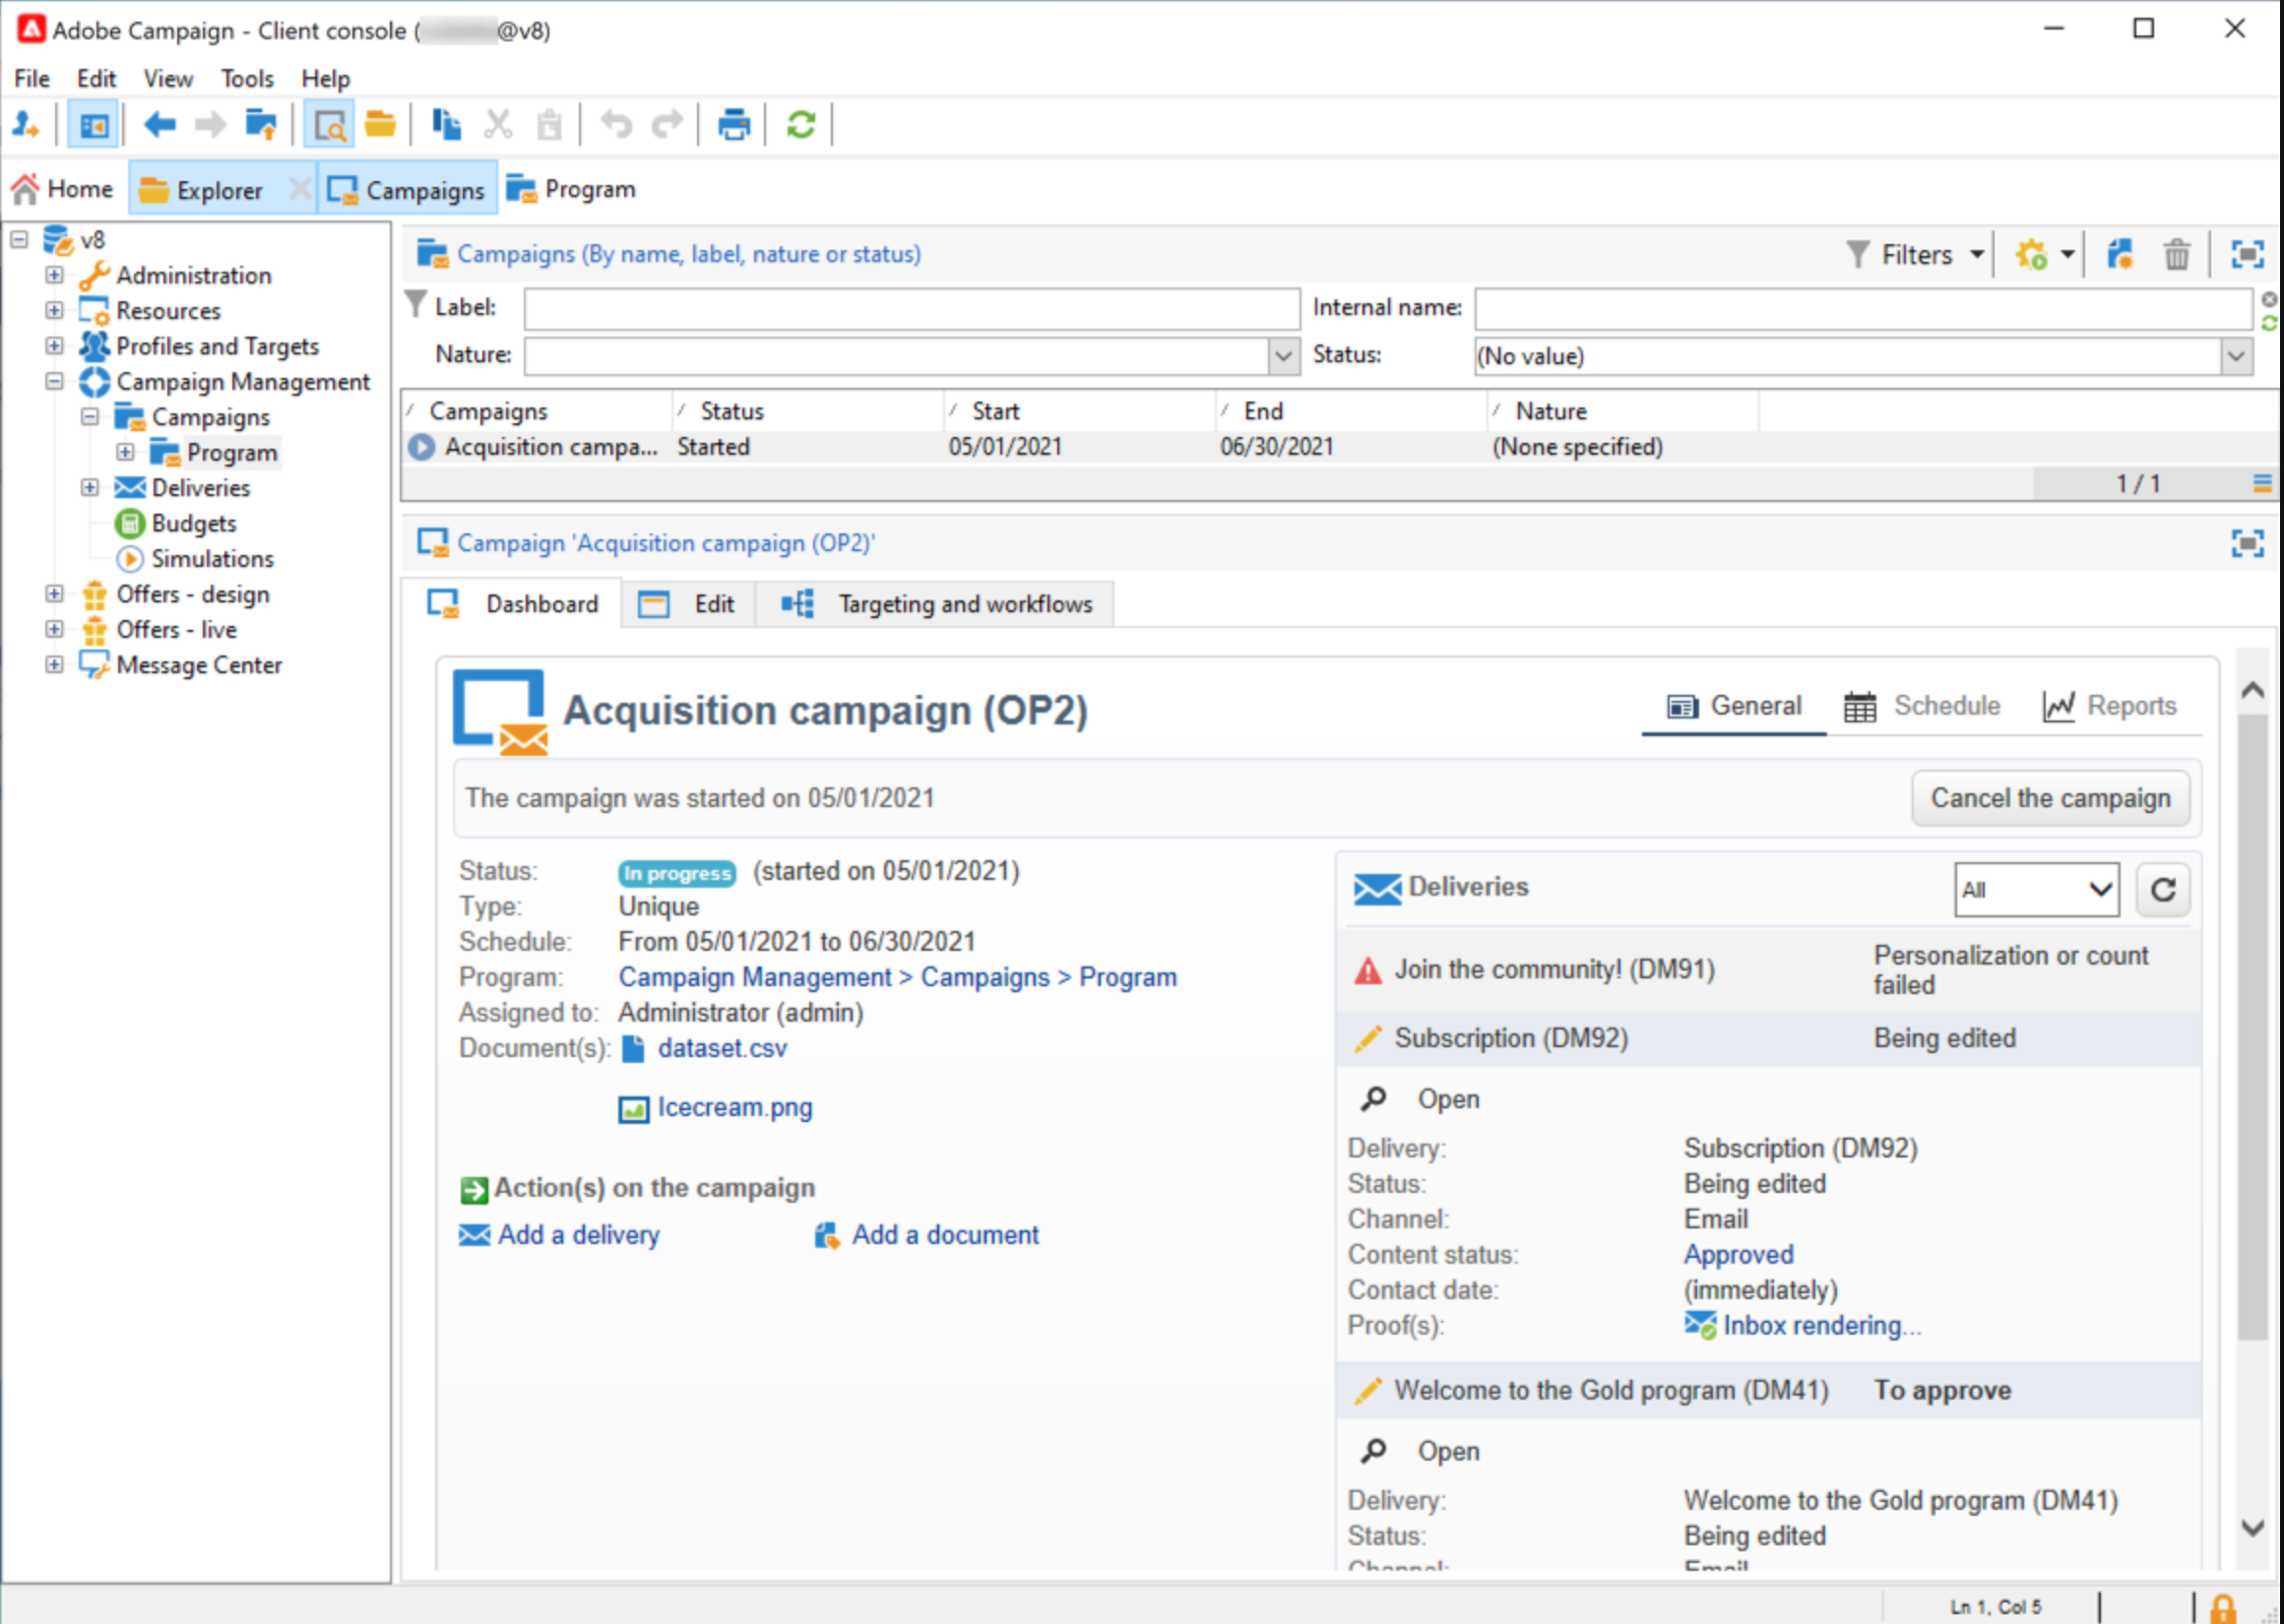 Adobe Campaign - Client console ( @v8)
File Edit View Tools Help
Home Explorer Campaigns Program
v8
Administration
Resources
Profiles and Targets
Campaign Management
Campaigns
Program
Deliveries
Budgets
Simulations
Offers - design
Offers - live
Message Center
Campaigns (By name, label, nature or status) Filters
Label: Internal name:
Nature: Status: (No value)
Campaigns Status Start End Nature
Acquisition campa... Started 05/01/2021 06/30/2021 (None specified)
1 / 1
Campaign 'Acquisition campaign (OP2)'
Dashboard Edit Targeting and workflows
Acquisition campaign (OP2) General Schedule Reports
The campaign was started on 05/01/2021 Cancel the campaign
Status: In progress (started on 05/01/2021)
Type: Unique
Schedule: From 05/01/2021 to 06/30/2021
Program: Campaign Management > Campaigns > Program
Assigned to: Administrator (admin)
Document(s): dataset.csv
Icecream.png
Action(s) on the campaign
Add a delivery Add a document
Deliveries All
Join the community! (DM91) Personalization or count
failed
Subscription (DM92) Being edited
Open
Delivery: Subscription (DM92)
Status: Being edited
Channel: Email
Content status: Approved
Contact date: (immediately)
Proof(s): Inbox rendering...
Welcome to the Gold program (DM41) To approve
Open
Delivery: Welcome to the Gold program (DM41)
Status: Being edited
Channel: Email
Ln 1, Col 5